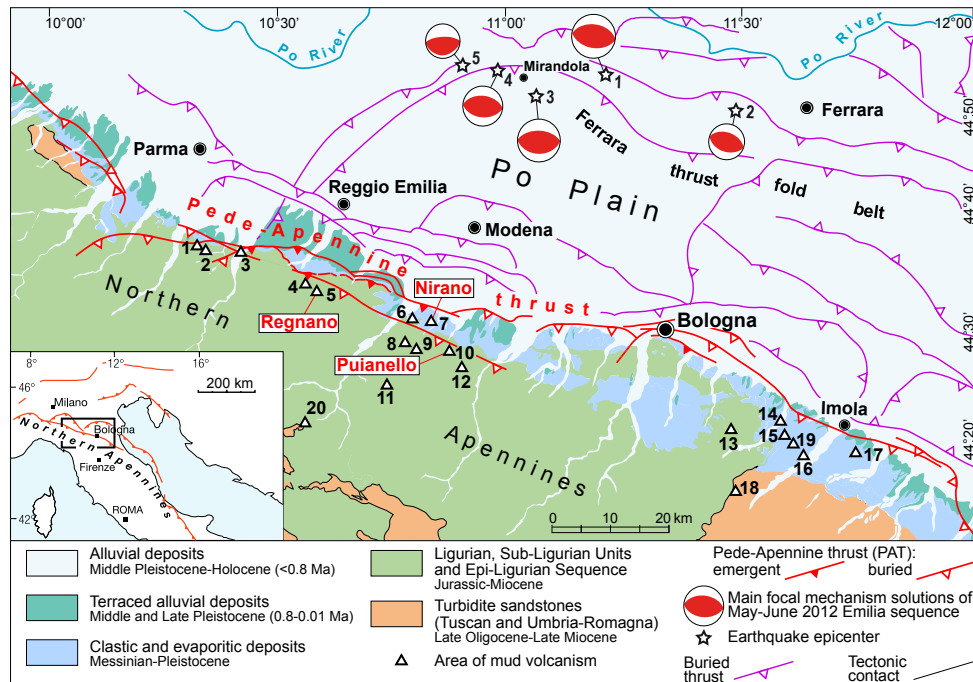 10°00'
10°30'
11°00'
11°30'
12°00'
Po River
Po River
5
4
Mirandola
1
3
2
Ferrara
44°50'
Parma
Ferrara
thrust
fold
belt
Po Plain
Reggio Emilia
44°40'
Modena
Pede-Apennine
thrust
1
2
3
4
5
Regnano
Northern
6
7
Nirano
8
9
10
Puianello
12
11
20
Bologna
44°30'
Apennines
Imola
14
13
15
19
16
17
18
44°20'
0
10
20 km
8°
12°
16°
200 km
46°
Milano
Bologna
Northern Apennines
Firenze
ROMA
42°
Alluvial deposits
Middle Pleistocene-Holocene (<0.8 Ma)
Terraced alluvial deposits
Middle and Late Pleistocene (0.8-0.01 Ma)
Clastic and evaporitic deposits
Messinian-Pleistocene
Ligurian, Sub-Ligurian Units
and Epi-Ligurian Sequence
Jurassic-Miocene
Turbidite sandstones
(Tuscan and Umbria-Romagna)
Late Oligocene-Late Miocene
Area of mud volcanism
Pede-Apennine thrust (PAT):
emergent
buried
Main focal mechanism solutions of
May-June 2012 Emilia sequence
Earthquake epicenter
Buried
thrust
Tectonic
contact